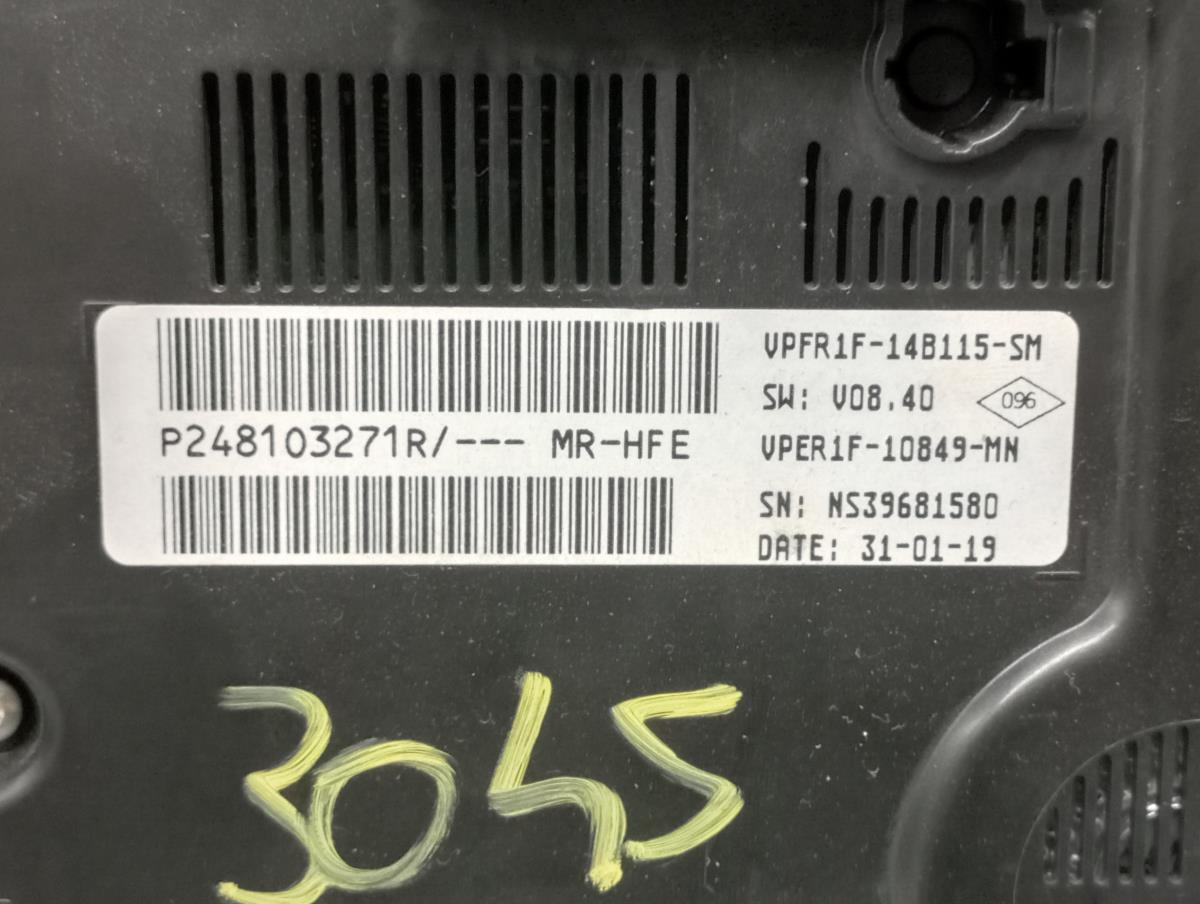 VPFR1F-14B115-SM
SW: V08.40
096
P248103271R/--- MR-HFE
VPER1F-10849-MN
SN: NS39681580
DATE: 31-01-19
3045